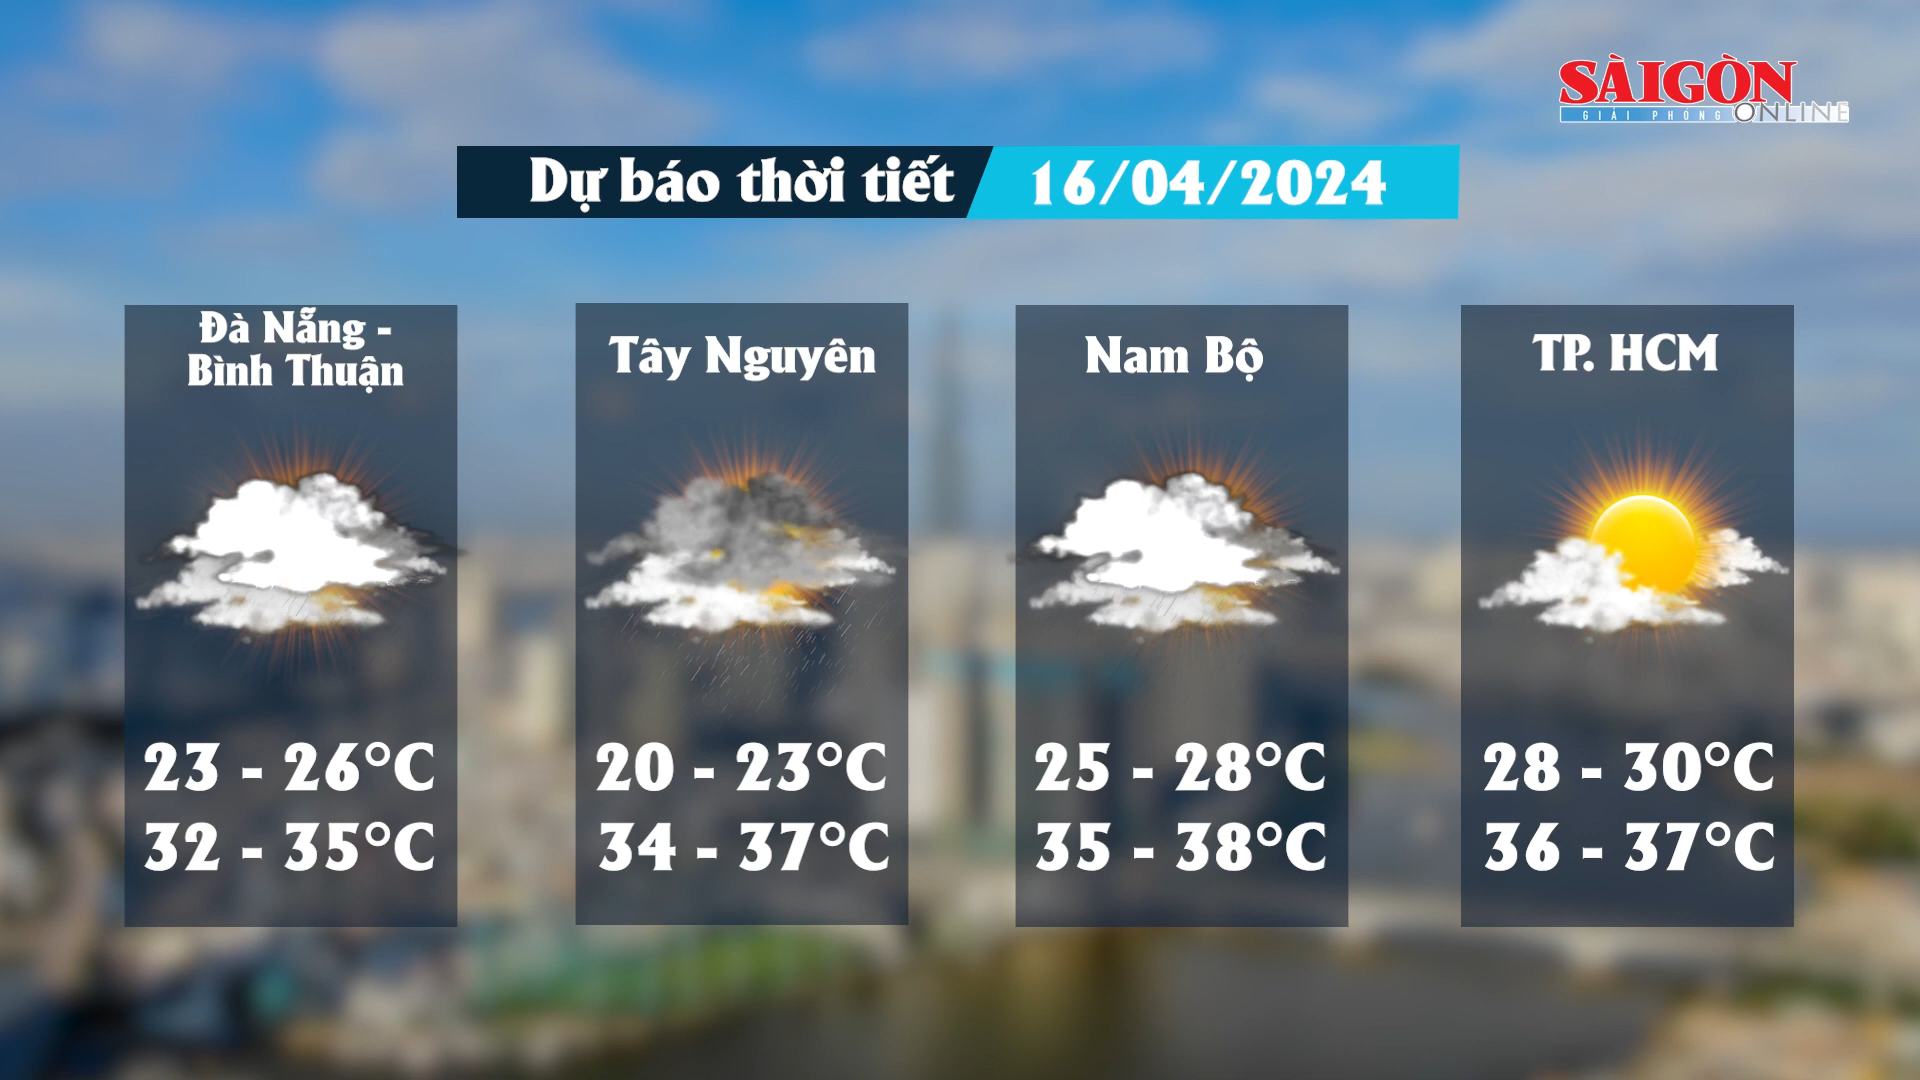 SÀIGÒN
GIẢI PHÓNG ONLINE
Dự báo thời tiết 16/04/2024
Đà Nẵng -
Bình Thuận
23 - 26°C
32 - 35°C
Tây Nguyên
20 - 23°C
34 - 37°C
Nam Bộ
25 - 28°C
35 - 38°C
TP. HCM
28 - 30°C
36 - 37°C